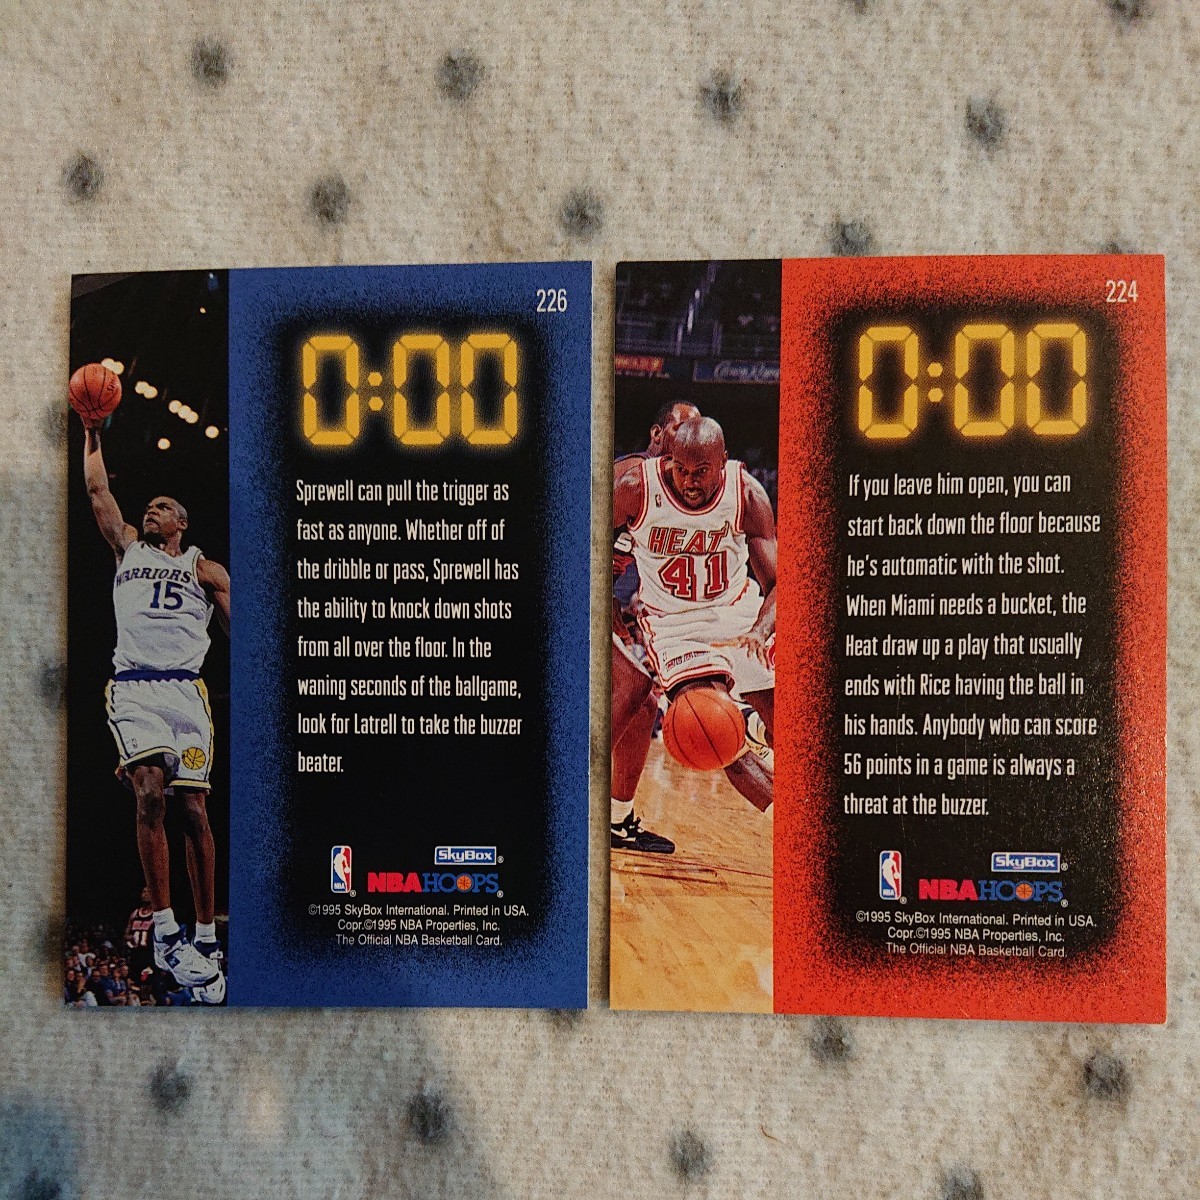 226
0:00
Sprewell can pull the trigger as
fast as anyone. Whether off of
the dribble or pass, Sprewell has
the ability to knock down shots
from all over the floor. In the
waning seconds of the ballgame,
look for Latrell to take the buzzer
beater.
SkyBox®
NBA
NBA HOOPS®
©1995 SkyBox International. Printed in USA.
Copr.©1995 NBA Properties, Inc.
The Official NBA Basketball Card.
WARRIORS
15
224
0:00
If you leave him open, you can
start back down the floor because
he's automatic with the shot.
When Miami needs a bucket, the
Heat draw up a play that usually
ends with Rice having the ball in
his hands. Anybody who can score
56 points in a game is always a
threat at the buzzer.
SkyBox®
NBA
NBA HOOPS®
©1995 SkyBox International. Printed in USA.
Copr.©1995 NBA Properties, Inc.
The Official NBA Basketball Card.
HEAT
41